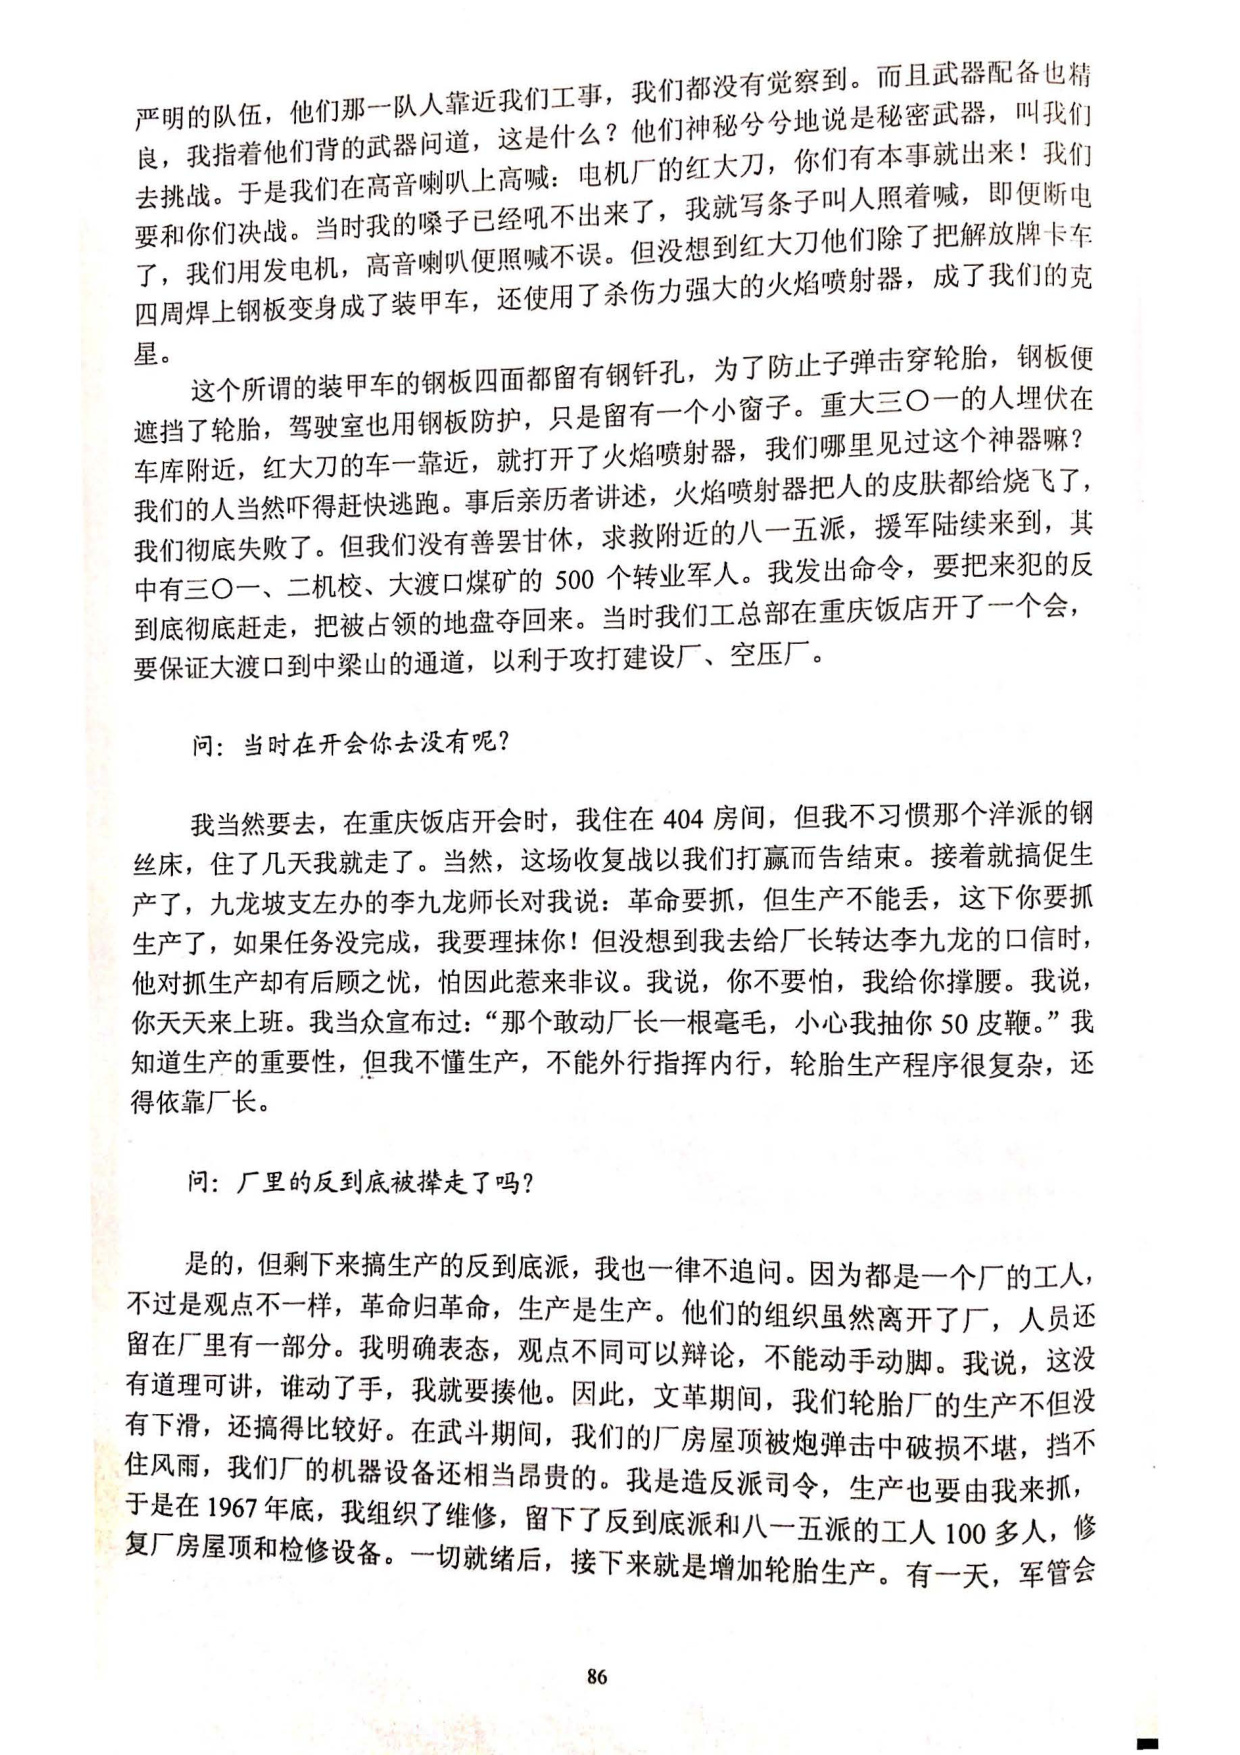 严明的队伍，他们那一队人靠近我们工事，我们都没有觉察到。而且武器配备也精
良，我指着他们背的武器问道，这是什么？他们神秘兮兮地说是秘密武器，叫我们
去挑战。于是我们在高音喇叭上高喊：电机厂的红大刀，你们有本事就出来！我们
要和你们决战。当时我的嗓子已经吼不出来了，我就写条子叫人照着喊，即便断电
了，我们用发电机，高音喇叭便照喊不误。但没想到红大刀他们除了把解放牌卡车
四周焊上钢板变身成了装甲车，还使用了杀伤力强大的火焰喷射器，成了我们的克
星。
这个所谓的装甲车的钢板四面都留有钢钎孔，为了防止子弹击穿轮胎，钢板便
遮挡了轮胎，驾驶室也用钢板防护，只是留有一个小窗子。重大三〇一的人埋伏在
车库附近，红大刀的车一靠近，就打开了火焰喷射器，我们哪里见过这个神器嘛？
我们的人当然吓得赶快逃跑。事后亲历者讲述，火焰喷射器把人的皮肤都给烧飞了，
我们彻底失败了。但我们没有善罢甘休，求救附近的八一五派，援军陆续来到，其
中有三〇一、二机校、大渡口煤矿的 500 个转业军人。我发出命令，要把来犯的反
到底彻底赶走，把被占领的地盘夺回来。当时我们工总部在重庆饭店开了一个会，
要保证大渡口到中梁山的通道，以利于攻打建设厂、空压厂。
问：当时在开会你去没有呢？
我当然要去，在重庆饭店开会时，我住在 404 房间，但我不习惯那个洋派的钢
丝床，住了几天我就走了。当然，这场收复战以我们打赢而告结束。接着就搞促生
产了，九龙坡支左办的李九龙师长对我说：革命要抓，但生产不能丢，这下你要抓
生产了，如果任务没完成，我要理抹你！但没想到我去给厂长转达李九龙的口信时，
他对抓生产却有后顾之忧，怕因此惹来非议。我说，你不要怕，我给你撑腰。我说，
你天天来上班。我当众宣布过：“那个敢动厂长一根毫毛，小心我抽你 50 皮鞭。”我
知道生产的重要性，但我不懂生产，不能外行指挥内行，轮胎生产程序很复杂，还
得依靠厂长。
问：厂里的反到底被撵走了吗？
是的，但剩下来搞生产的反到底派，我也一律不追问。因为都是一个厂的工人，
不过是观点不一样，革命归革命，生产是生产。他们的组织虽然离开了厂，人员还
留在厂里有一部分。我明确表态，观点不同可以辩论，不能动手动脚。我说，这没
有道理可讲，谁动了手，我就要揍他。因此，文革期间，我们轮胎厂的生产不但没
有下滑，还搞得比较好。在武斗期间，我们的厂房屋顶被炮弹击中破损不堪，挡不
住风雨，我们厂的机器设备还相当昂贵的。我是造反派司令，生产也要由我来抓，
于是在 1967 年底，我组织了维修，留下了反到底派和八一五派的工人 100 多人，修
复厂房屋顶和检修设备。一切就绪后，接下来就是增加轮胎生产。有一天，军管会
86